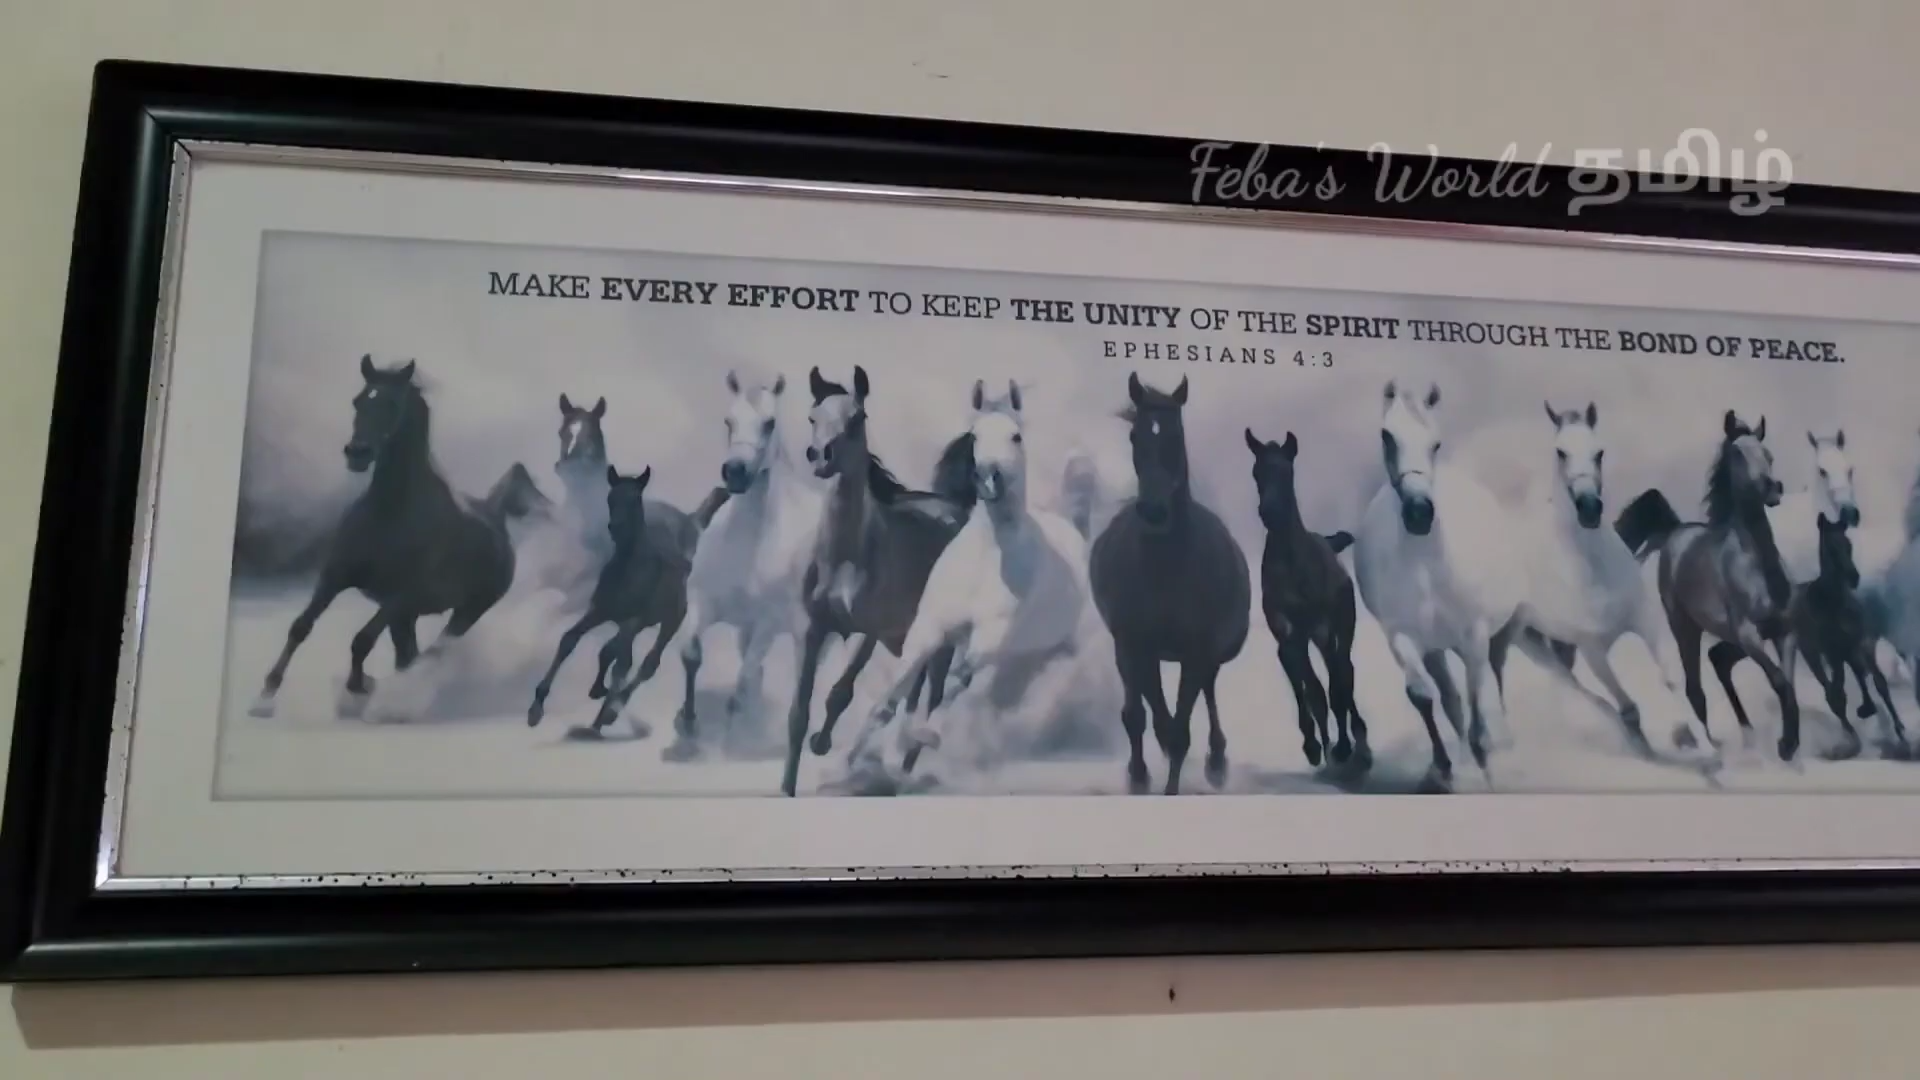 Feba's World தமிழ்
MAKE EVERY EFFORT TO KEEP THE UNITY OF THE SPIRIT THROUGH THE BOND OF PEACE.
EPHESIANS 4:3